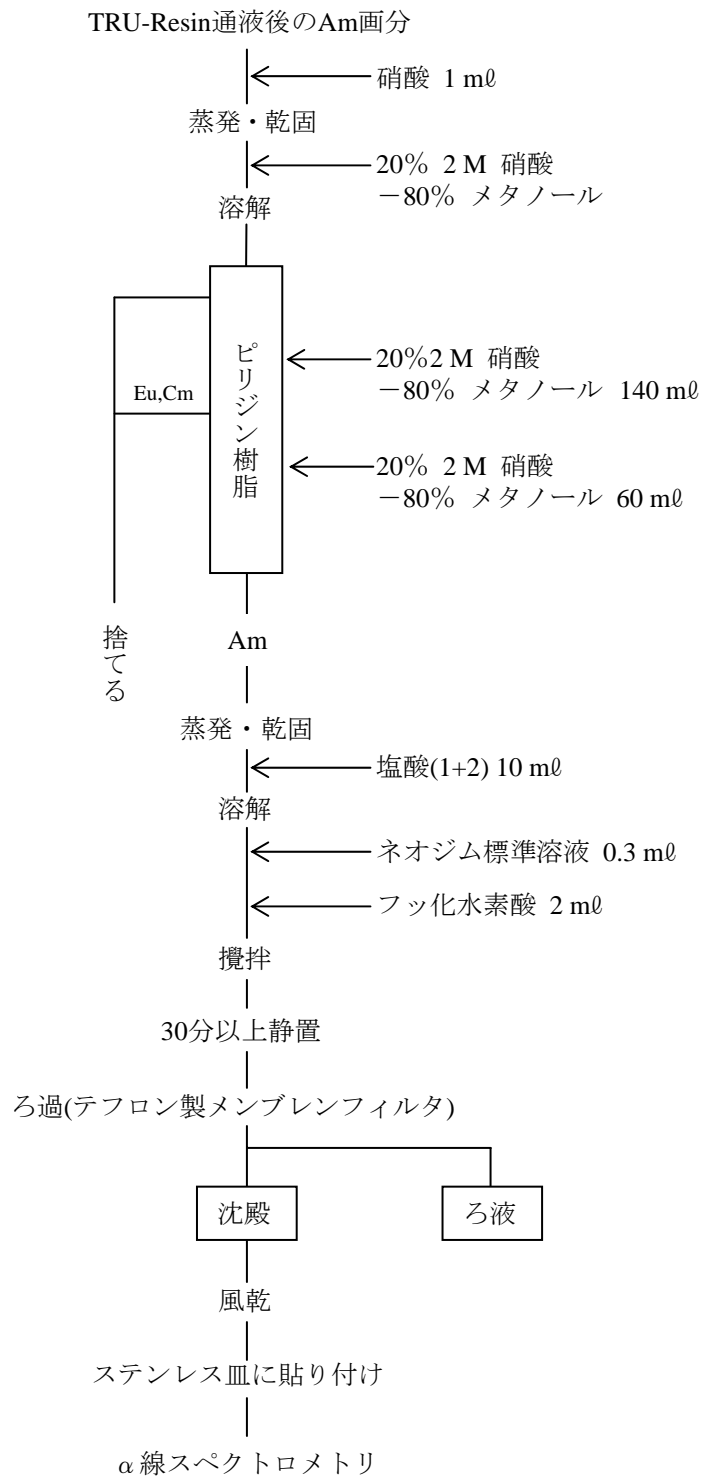 TRU-Resin通液後のAm画分
硝酸 1 mℓ
蒸発・乾固
20% 2 M 硝酸
－80% メタノール
溶解
ピリジン樹脂
20%2 M 硝酸
－80% メタノール 140 mℓ
Eu,Cm
20% 2 M 硝酸
－80% メタノール 60 mℓ
捨てる
Am
蒸発・乾固
塩酸(1+2) 10 mℓ
溶解
ネオジム標準溶液 0.3 mℓ
フッ化水素酸 2 mℓ
攪拌
30分以上静置
ろ過(テフロン製メンブレンフィルタ)
沈殿
ろ液
風乾
ステンレス皿に貼り付け
α線スペクトロメトリ